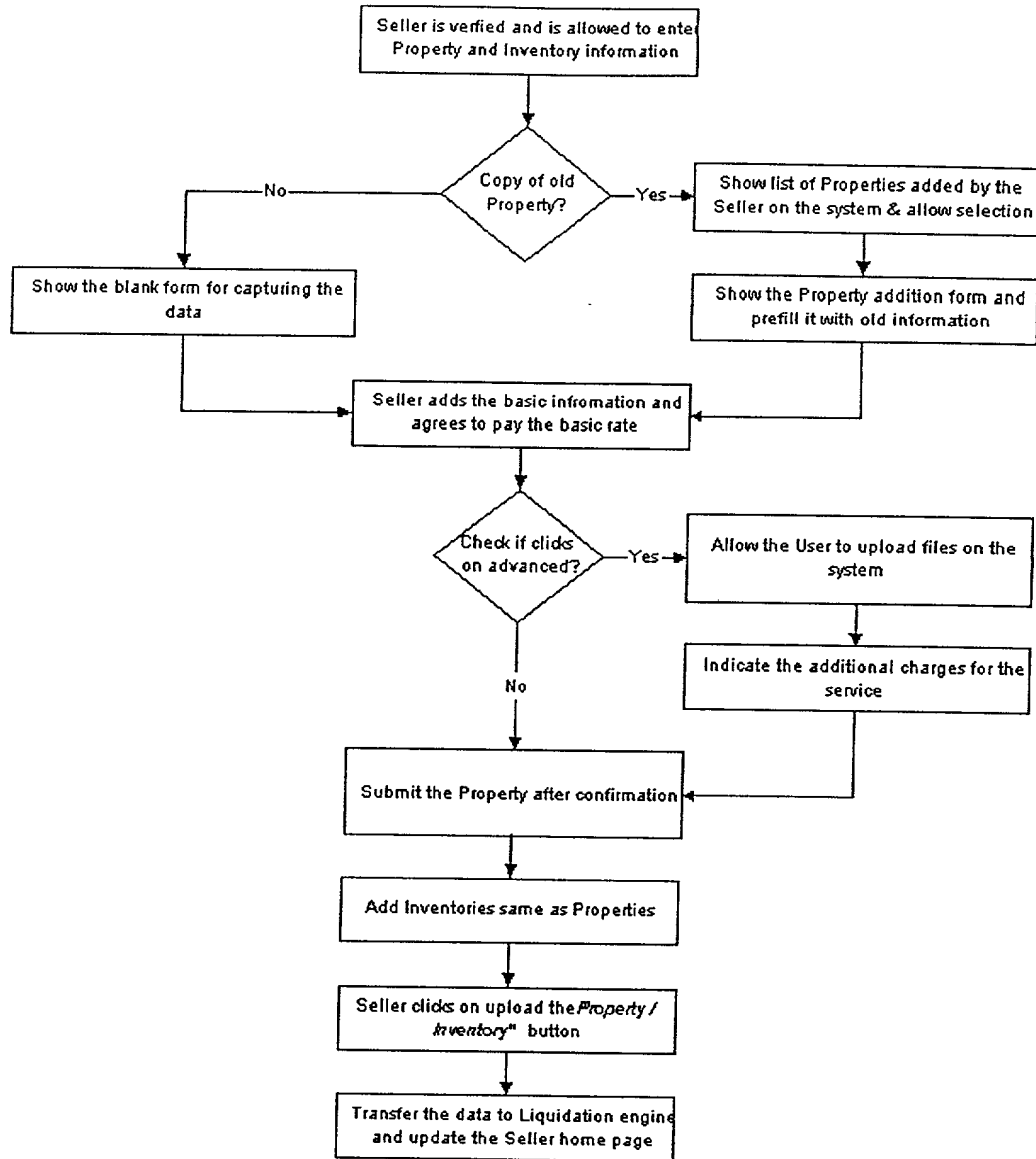 Seller is verfied and is allowed to enter
Property and Inventory information
Copy of old
Property?
No
Yes
Show list of Properties added by the
Seller on the system & allow selection
Show the blank form for capturing the
data
Show the Property addition form and
prefill it with old information
Seller adds the basic infromation and
agrees to pay the basic rate
Check if clicks
on advanced?
Yes
Allow the User to upload files on the
system
No
Indicate the additional charges for the
service
Submit the Property after confirmation
Add Inventories same as Properties
Seller clicks on upload the Property /
Inventory" button
Transfer the data to Liquidation engine
and update the Seller home page